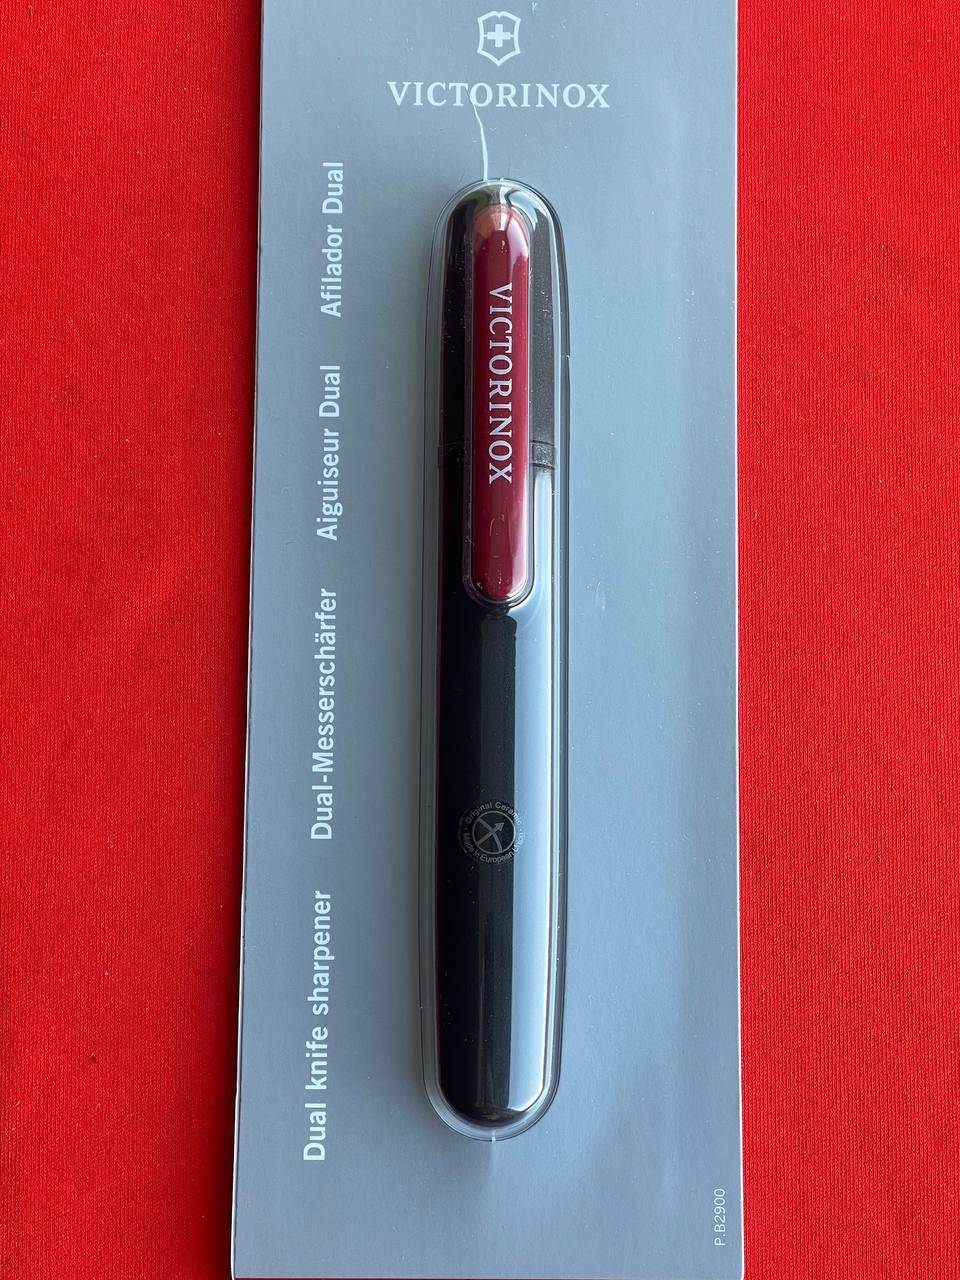 VICTORINOX
Dual knife sharpener Dual-Messerschärfer Aiguiseur Dual Afilador Dual
VICTORINOX
Original Ceramic
Made in European Union
P.B2900